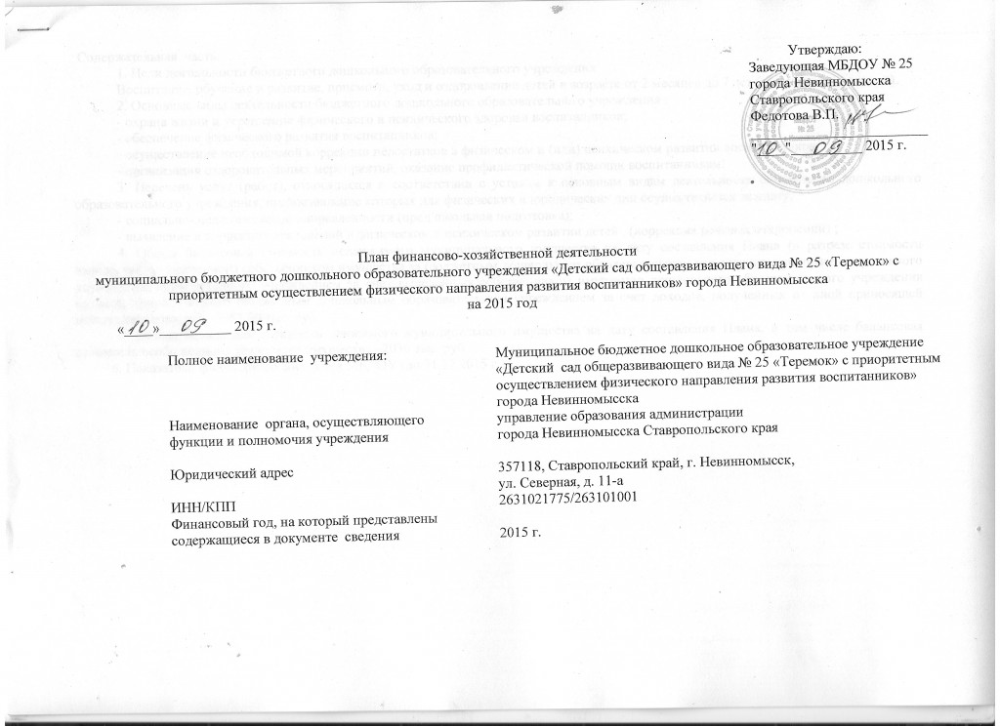 Утверждаю:
Заведующая МБДОУ № 25
города Невинномысска
Ставропольского края
Федотова В.П.
"10 " 09 2015 г.
План финансово-хозяйственной деятельности
муниципального бюджетного дошкольного образовательного учреждения «Детский сад общеразвивающего вида № 25 «Теремок» с
приоритетным осуществлением физического направления развития воспитанников» города Невинномысска
на 2015 год
«10 » 09 2015 г.
Полное наименование учреждения:
Муниципальное бюджетное дошкольное образовательное учреждение
«Детский сад общеразвивающего вида № 25 «Теремок» с приоритетным
осуществлением физического направления развития воспитанников»
города Невинномысска
Наименование органа, осуществляющего
функции и полномочия учреждения
управление образования администрации
города Невинномысска Ставропольского края
Юридический адрес
357118, Ставропольский край, г. Невинномысск,
ул. Северная, д. 11-а
ИНН/КПП
2631021775/263101001
Финансовый год, на который представлены
содержащиеся в документе сведения
2015 г.